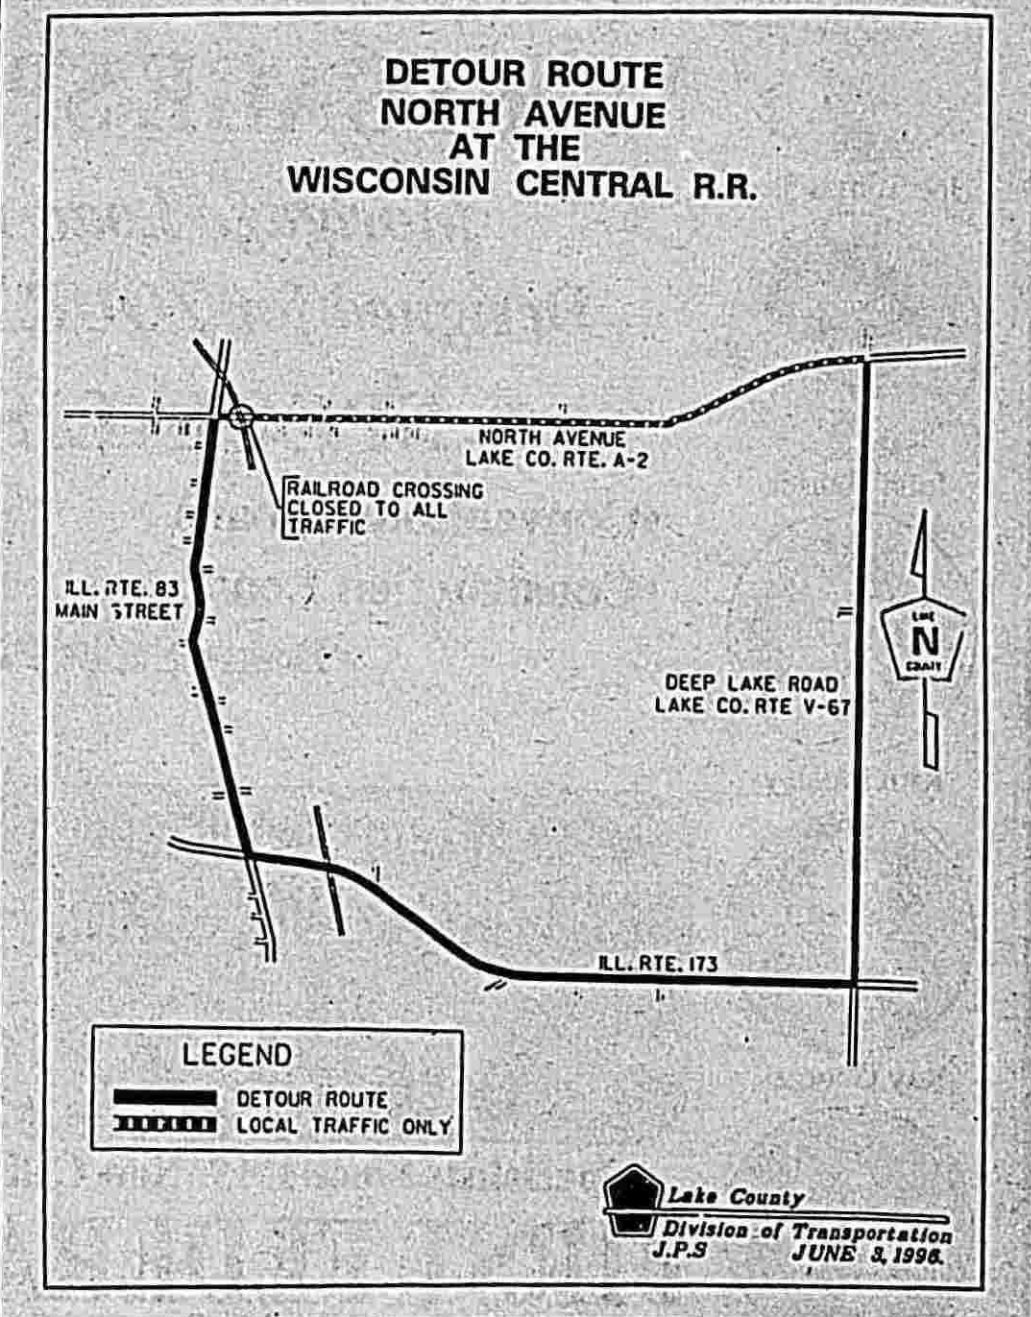 DETOUR ROUTE
NORTH AVENUE
AT THE
WISCONSIN CENTRAL R.R.
NORTH AVENUE
LAKE CO. RTE. A-2
RAILROAD CROSSING
CLOSED TO ALL
TRAFFIC
ILL. RTE. 83
MAIN STREET
LAKE
N
COUNTY
DEEP LAKE ROAD
LAKE CO. RTE V-67
ILL. RTE. 173
LEGEND
DETOUR ROUTE
LOCAL TRAFFIC ONLY
Lake County
Division of Transportation
J.P.S JUNE 3, 1996.